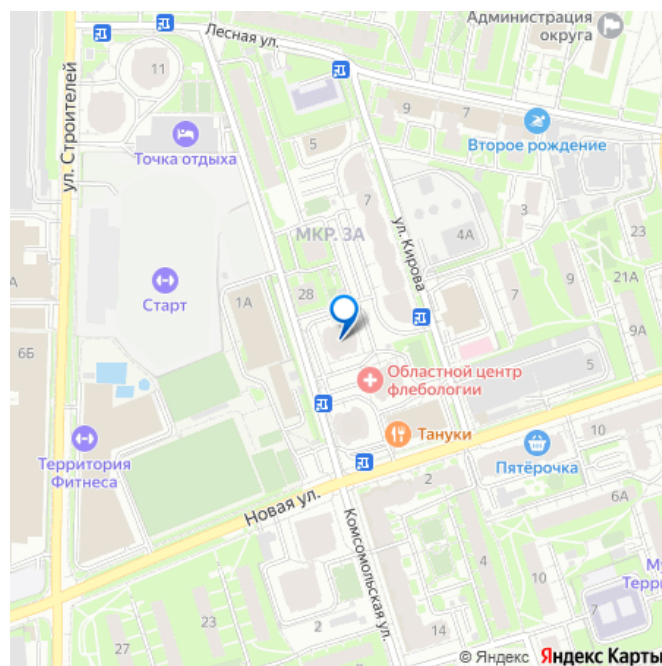 Администрация
округа
Лесная ул.
ул. Строителей
11
Точка отдыха
9
7
Второе рождение
5
7
МКР. 3А
ул. Кирова
3
4А
23
9
21А
7
28
1А
Старт
9А
А
6Б
5
Областной центр
флебологии
Тануки
Пятёрочка
10
Территория
Фитнеса
Новая ул.
2
6А
Комсомольская ул.
4
10
Му
Террит
7
2
14
27
23
© Яндекс Яндекс Карты